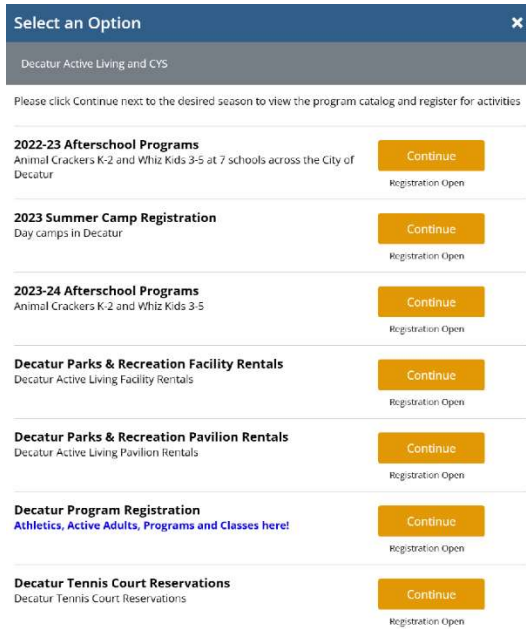 Select an Option ×
Decatur Active Living and CYS
Please click Continue next to the desired season to view the program catalog and register for activities
2022-23 Afterschool Programs
Animal Crackers K-2 and Whiz Kids 3-5 at 7 schools across the City of
Decatur
Continue
Registration Open
2023 Summer Camp Registration
Day camps in Decatur
Continue
Registration Open
2023-24 Afterschool Programs
Animal Crackers K-2 and Whiz Kids 3-5
Continue
Registration Open
Decatur Parks & Recreation Facility Rentals
Decatur Active Living Facility Rentals
Continue
Registration Open
Decatur Parks & Recreation Pavilion Rentals
Decatur Active Living Pavilion Rentals
Continue
Registration Open
Decatur Program Registration
Athletics, Active Adults, Programs and Classes here!
Continue
Registration Open
Decatur Tennis Court Reservations
Decatur Tennis Court Reservations
Continue
Registration Open